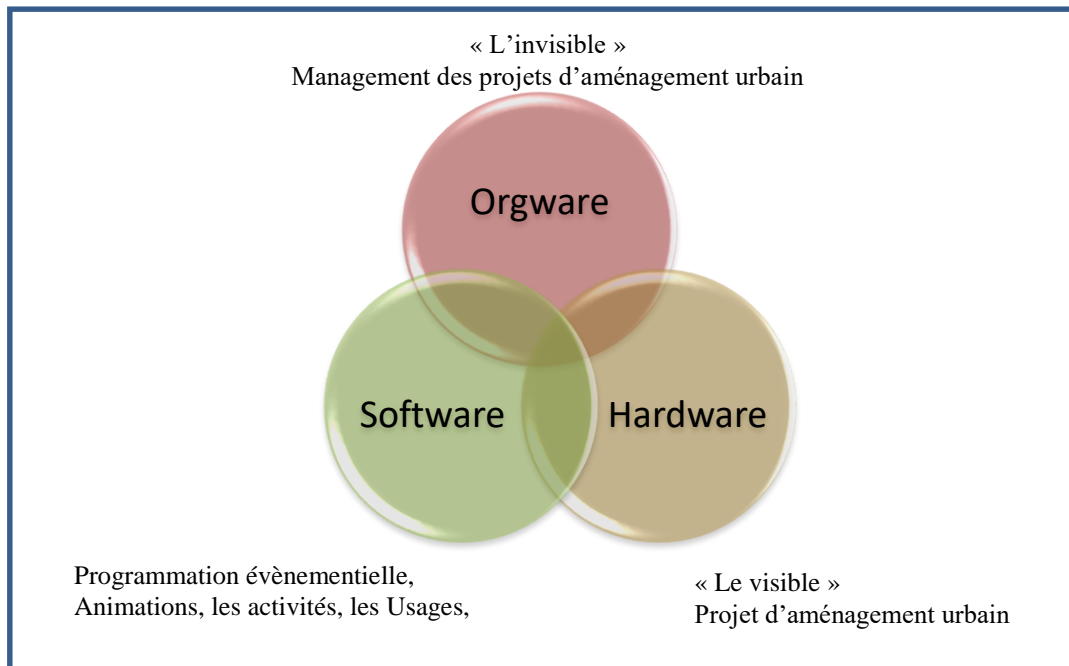 « L’invisible »
Management des projets d’aménagement urbain
Orgware
Software
Hardware
Programmation évènementielle,
Animations, les activités, les Usages,
« Le visible »
Projet d’aménagement urbain